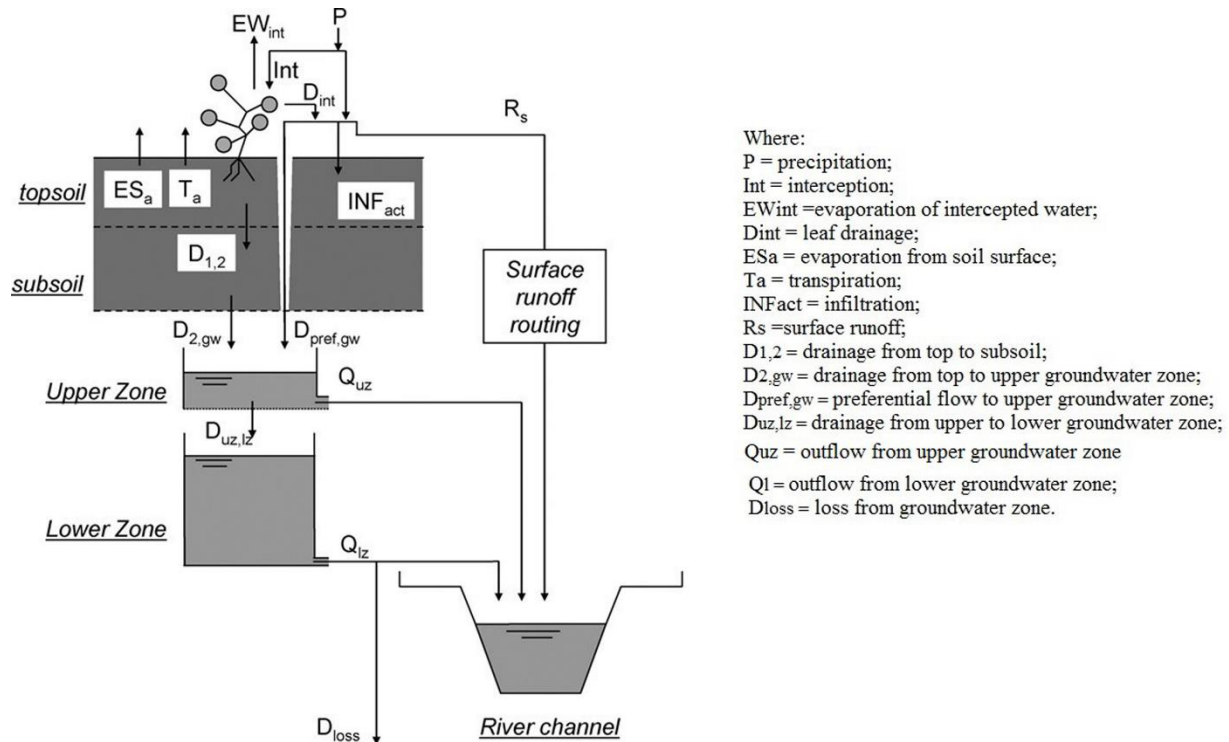 P
EWint
Int
Dint
Rs
topsoil
ESa
Ta
INFact
D1,2
subsoil
Surface
runoff
routing
D2,gw
Dpref,gw
Upper Zone
Quz
Duz,lz
Lower Zone
Qlz
Dloss
River channel
Where:
P = precipitation;
Int = interception;
EWint =evaporation of intercepted water;
Dint = leaf drainage;
ESa = evaporation from soil surface;
Ta = transpiration;
INFact = infiltration;
Rs =surface runoff;
D1,2 = drainage from top to subsoil;
D2,gw = drainage from top to upper groundwater zone;
Dpref,gw = preferential flow to upper groundwater zone;
Duz,lz = drainage from upper to lower groundwater zone;
Quz = outflow from upper groundwater zone
Ql = outflow from lower groundwater zone;
Dloss = loss from groundwater zone.